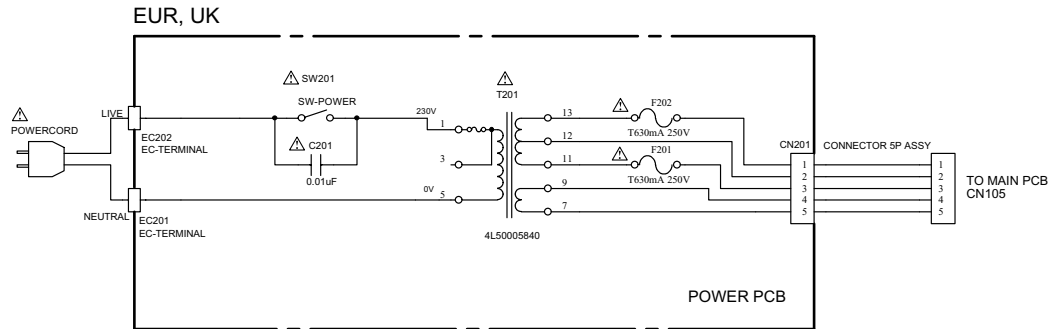 EUR, UK
SW201
SW-POWER
C201
0.01uF
LIVE
POWERCORD
NEUTRAL
EC202
EC-TERMINAL
EC201
EC-TERMINAL
230V
1
3
0V
5
T201
4L50005840
13
12
11
9
7
F202
T630mA 250V
F201
T630mA 250V
CN201
CONNECTOR 5P ASSY
1
2
3
4
5
1
2
3
4
5
TO MAIN PCB
CN105
POWER PCB